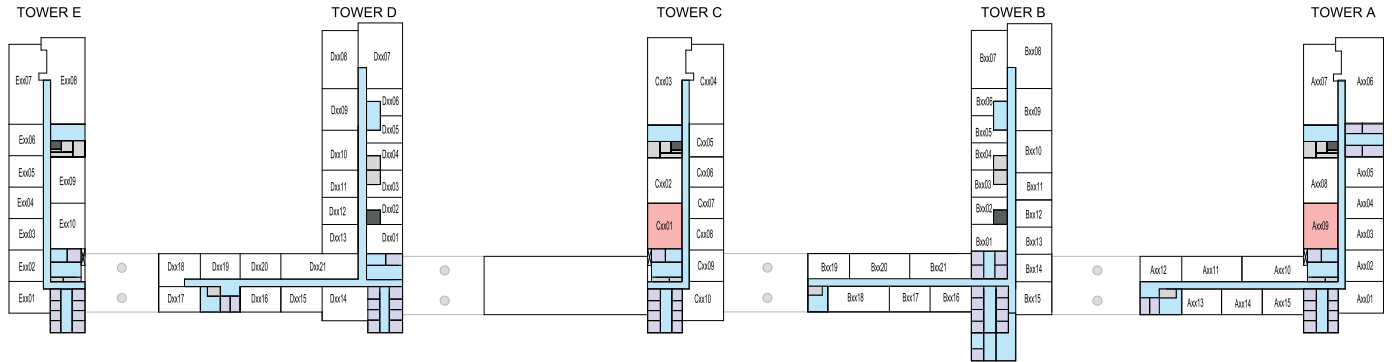 TOWER E
TOWER D
TOWER C
TOWER B
TOWER A
Exx07
Exx08
Exx06
Exx05
Exx09
Exx04
Exx10
Exx03
Exx02
Exx01
Dxx08
Dxx07
Dxx09
Dxx06
Dxx05
Dxx10
Dxx04
Dxx11
Dxx03
Dxx12
Dxx02
Dxx13
Dxx01
Dxx18
Dxx19
Dxx20
Dxx21
Dxx17
Dxx16
Dxx15
Dxx14
Cxx03
Cxx04
Cxx05
Cxx02
Cxx06
Cxx07
Cxx01
Cxx08
Cxx09
Cxx10
Bxx07
Bxx08
Bxx06
Bxx09
Bxx05
Bxx04
Bxx10
Bxx03
Bxx11
Bxx02
Bxx12
Bxx01
Bxx13
Bxx19
Bxx20
Bxx21
Bxx14
Bxx18
Bxx17
Bxx16
Bxx15
Axx07
Axx06
Axx08
Axx05
Axx04
Axx09
Axx03
Axx12
Axx11
Axx10
Axx02
Axx13
Axx14
Axx15
Axx01